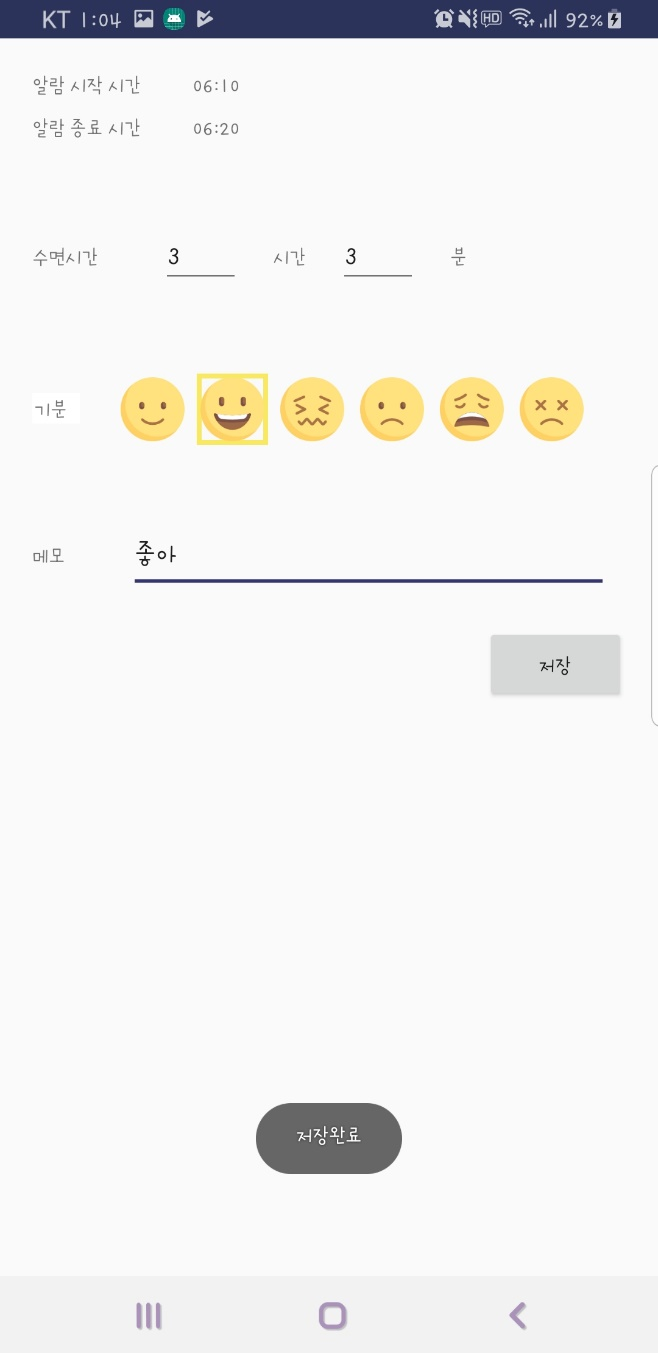 KT 1:04 HD 92%
알람 시작 시간 06:10
알람 종료 시간 06:20
수면시간 3 시간 3 분
기분
메모 좋아
저장
저장완료